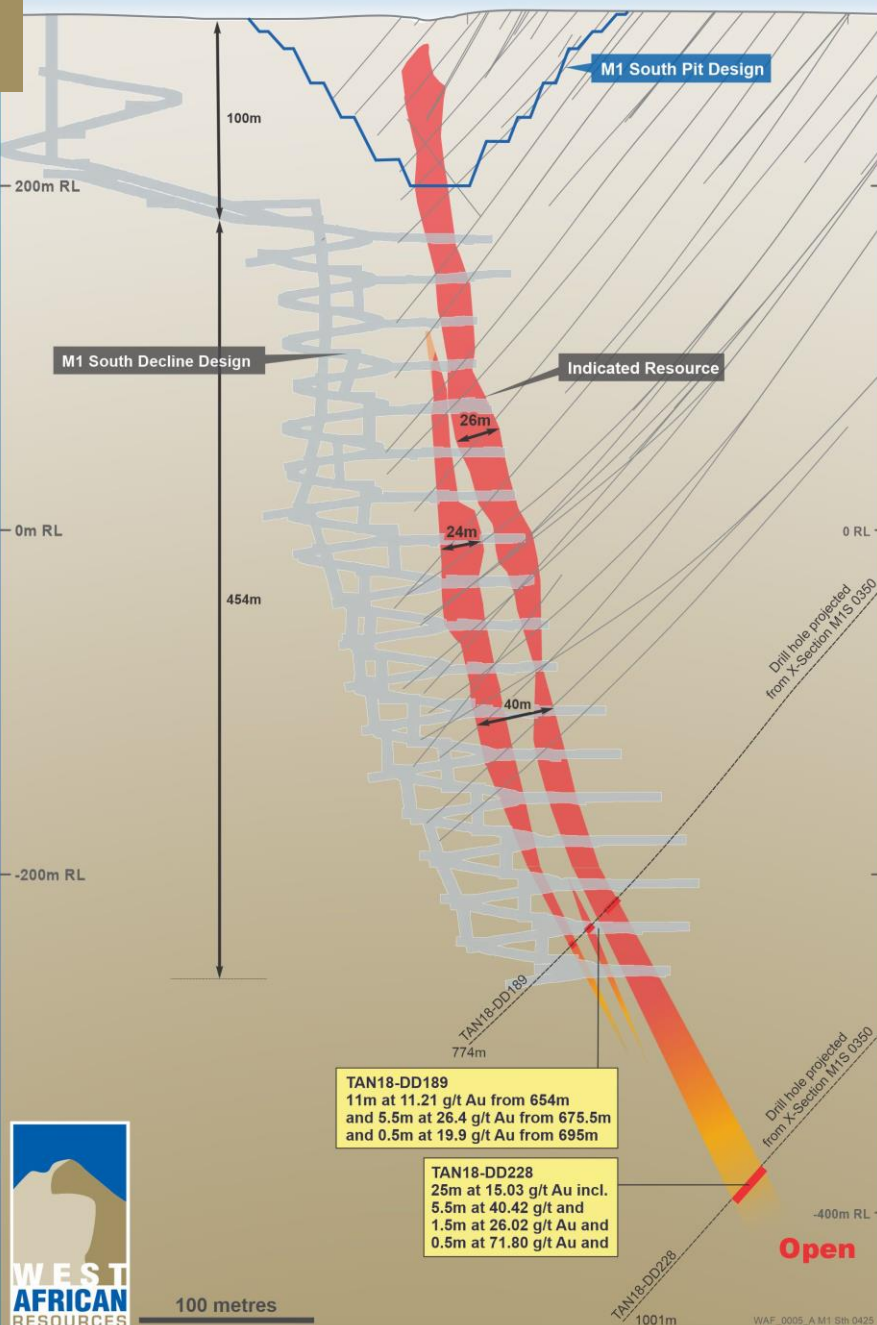 M1 South Pit Design
100m
200m RL
M1 South Decline Design
Indicated Resource
26m
0m RL
24m
0 RL
454m
Drill hole projected
from X-Section M1S 0350
40m
-200m RL
TAN18-DD189
774m
TAN18-DD189
11m at 11.21 g/t Au from 654m
and 5.5m at 26.4 g/t Au from 675.5m
and 0.5m at 19.9 g/t Au from 695m
Drill hole projected
from X-Section M1S 0350
TAN18-DD228
25m at 15.03 g/t Au incl.
5.5m at 40.42 g/t and
1.5m at 26.02 g/t Au and
0.5m at 71.80 g/t Au and
-400m RL
Open
TAN18-DD228
1001m
WEST
AFRICAN
RESOURCES
100 metres
WAF_0005_A M1 Sth 0425